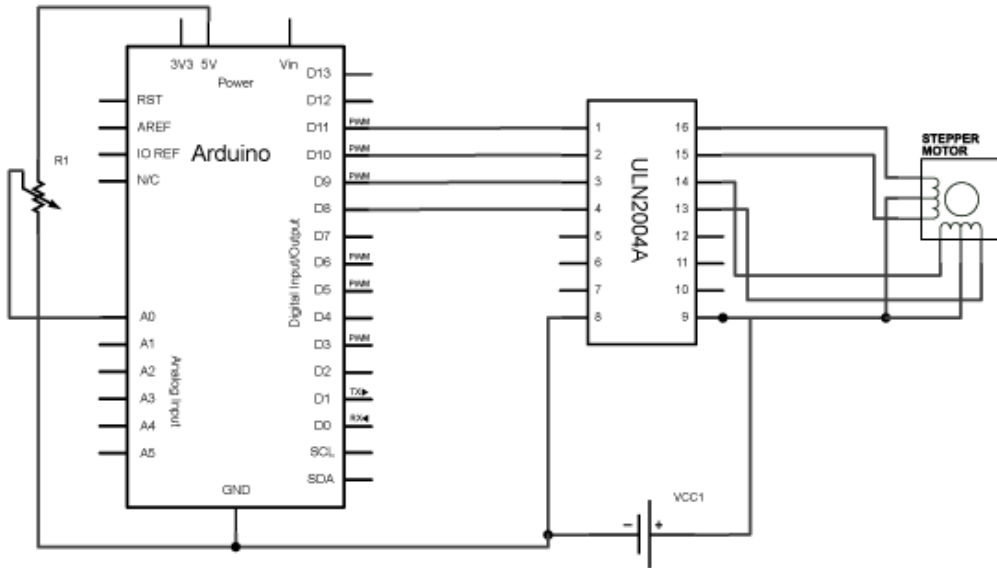 3V3 5V Vin
Power
R1
Arduino
RST
AREF
IO REF
N/C
A0
A1
A2
A3
A4
A5
Analog Input
Digital Input/Output
D13
D12
D11 PWM
D10 PWM
D9 PWM
D8
D7
D6 PWM
D5 PWM
D4
D3 PWM
D2
D1 TX▶
D0 RX◀
SCL
SDA
GND
ULN2004A
1 16
2 15
3 14
4 13
5 12
6 11
7 10
8 9
STEPPER
MOTOR
VCC1
− +